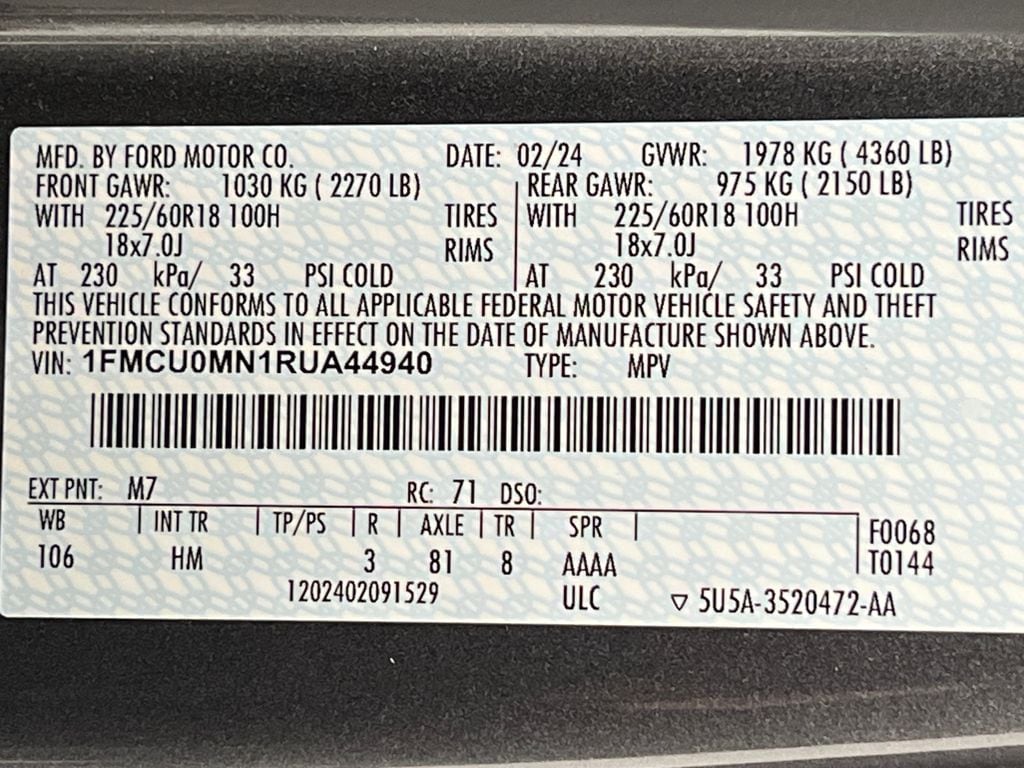 MFD. BY FORD MOTOR CO. DATE: 02/24 GVWR: 1978 KG ( 4360 LB)
FRONT GAWR: 1030 KG ( 2270 LB) REAR GAWR: 975 KG ( 2150 LB)
WITH 225/60R18 100H TIRES WITH 225/60R18 100H TIRES
18x7.0J RIMS 18x7.0J RIMS
AT 230 kPa/ 33 PSI COLD AT 230 kPa/ 33 PSI COLD
THIS VEHICLE CONFORMS TO ALL APPLICABLE FEDERAL MOTOR VEHICLE SAFETY AND THEFT
PREVENTION STANDARDS IN EFFECT ON THE DATE OF MANUFACTURE SHOWN ABOVE.
VIN: 1FMCU0MN1RUA44940 TYPE: MPV
EXT PNT: M7 RC: 71 DSO:
WB INT TR TP/PS R AXLE TR SPR F0068
106 HM 3 81 8 AAAA T0144
1202402091529 ULC ▽ 5U5A-3520472-AA